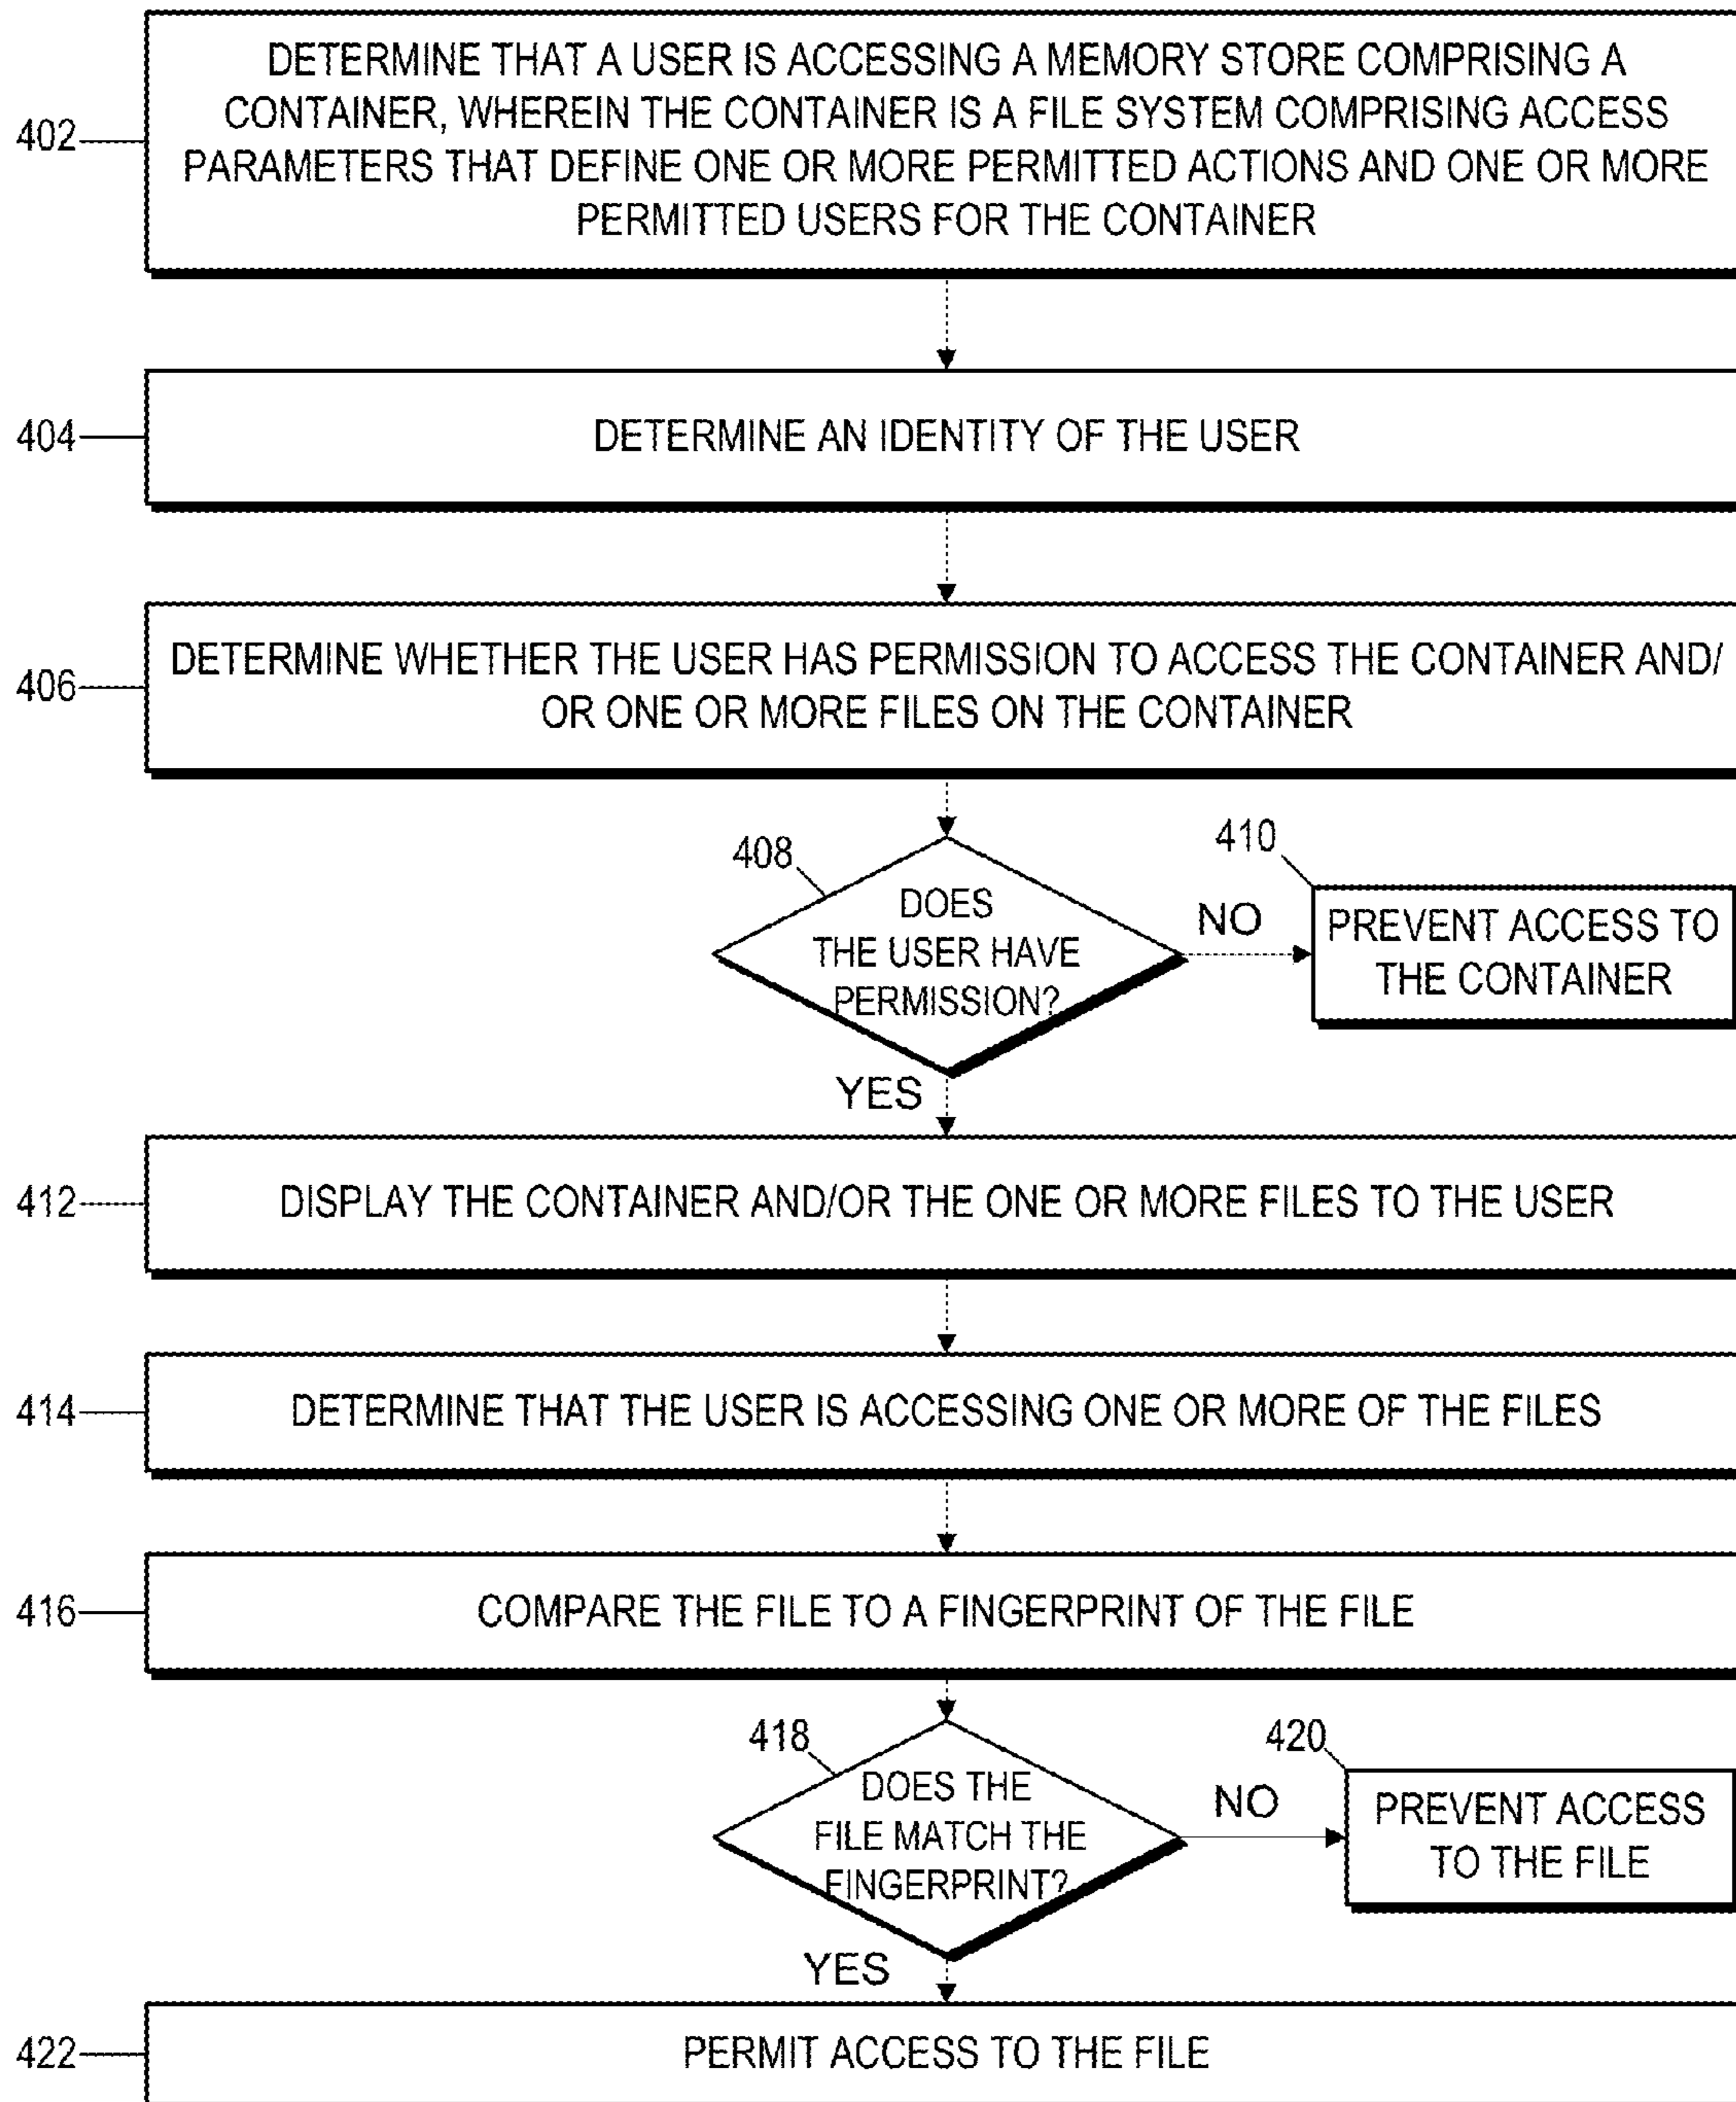 402
DETERMINE THAT A USER IS ACCESSING A MEMORY STORE COMPRISING A
CONTAINER, WHEREIN THE CONTAINER IS A FILE SYSTEM COMPRISING ACCESS
PARAMETERS THAT DEFINE ONE OR MORE PERMITTED ACTIONS AND ONE OR MORE
PERMITTED USERS FOR THE CONTAINER
404
DETERMINE AN IDENTITY OF THE USER
406
DETERMINE WHETHER THE USER HAS PERMISSION TO ACCESS THE CONTAINER AND/
OR ONE OR MORE FILES ON THE CONTAINER
408
DOES
THE USER HAVE
PERMISSION?
NO
410
PREVENT ACCESS TO
THE CONTAINER
YES
412
DISPLAY THE CONTAINER AND/OR THE ONE OR MORE FILES TO THE USER
414
DETERMINE THAT THE USER IS ACCESSING ONE OR MORE OF THE FILES
416
COMPARE THE FILE TO A FINGERPRINT OF THE FILE
418
DOES THE
FILE MATCH THE
FINGERPRINT?
NO
420
PREVENT ACCESS
TO THE FILE
YES
422
PERMIT ACCESS TO THE FILE